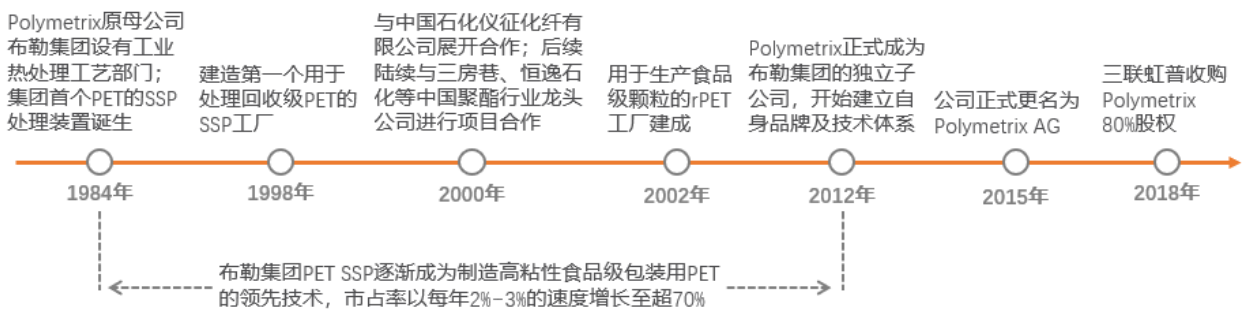 Polymetrix原母公司
布勒集团设有工业
热处理工艺部门；
集团首个PET的SSP
处理装置诞生
1984年
建造第一个用于
处理回收级PET的
SSP工厂
1998年
与中国石化仪征化纤有
限公司展开合作；后续
陆续与三房巷、恒逸石
化等中国聚酯行业龙头
公司进行项目合作
2000年
用于生产食品
级颗粒的rPET
工厂建成
2002年
Polymetrix正式成为
布勒集团的独立子
公司，开始建立自
身品牌及技术体系
2012年
公司正式更名为
Polymetrix AG
2015年
三联虹普收购
Polymetrix
80%股权
2018年
布勒集团PET SSP逐渐成为制造高粘性食品级包装用PET
的领先技术，市占率以每年2%-3%的速度增长至超70%